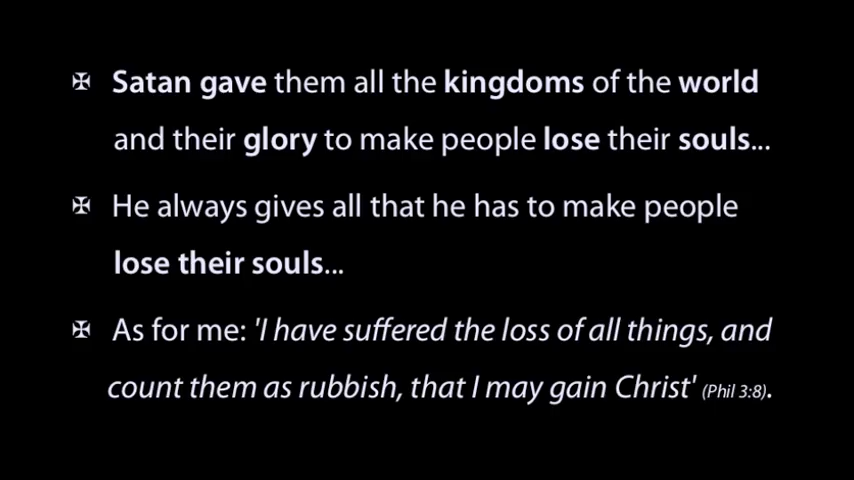 ✠ Satan gave them all the kingdoms of the world
and their glory to make people lose their souls...
✠ He always gives all that he has to make people
lose their souls...
✠ As for me: 'I have suffered the loss of all things, and
count them as rubbish, that I may gain Christ' (Phil 3:8).